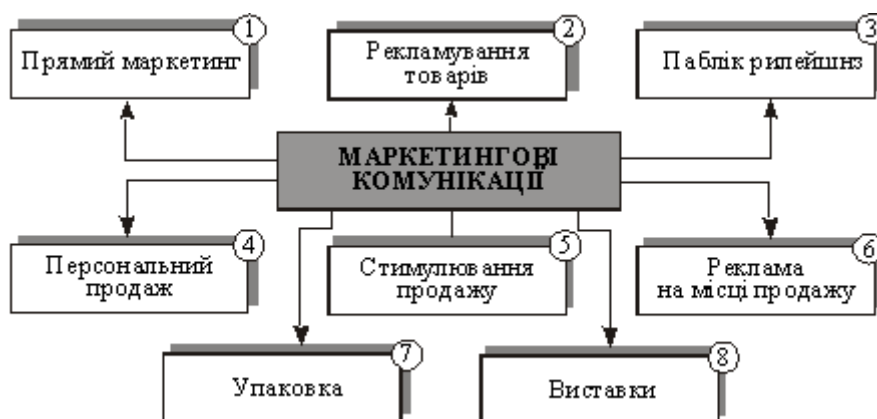 1
Прямий маркетинг
2
Рекламування
товарів
3
Паблік рилейшнз
МАРКЕТИНГОВІ
КОМУНІКАЦІЇ
4
Персональний
продаж
5
Стимулювання
продажу
6
Реклама
на місці продажу
7
Упаковка
8
Виставки